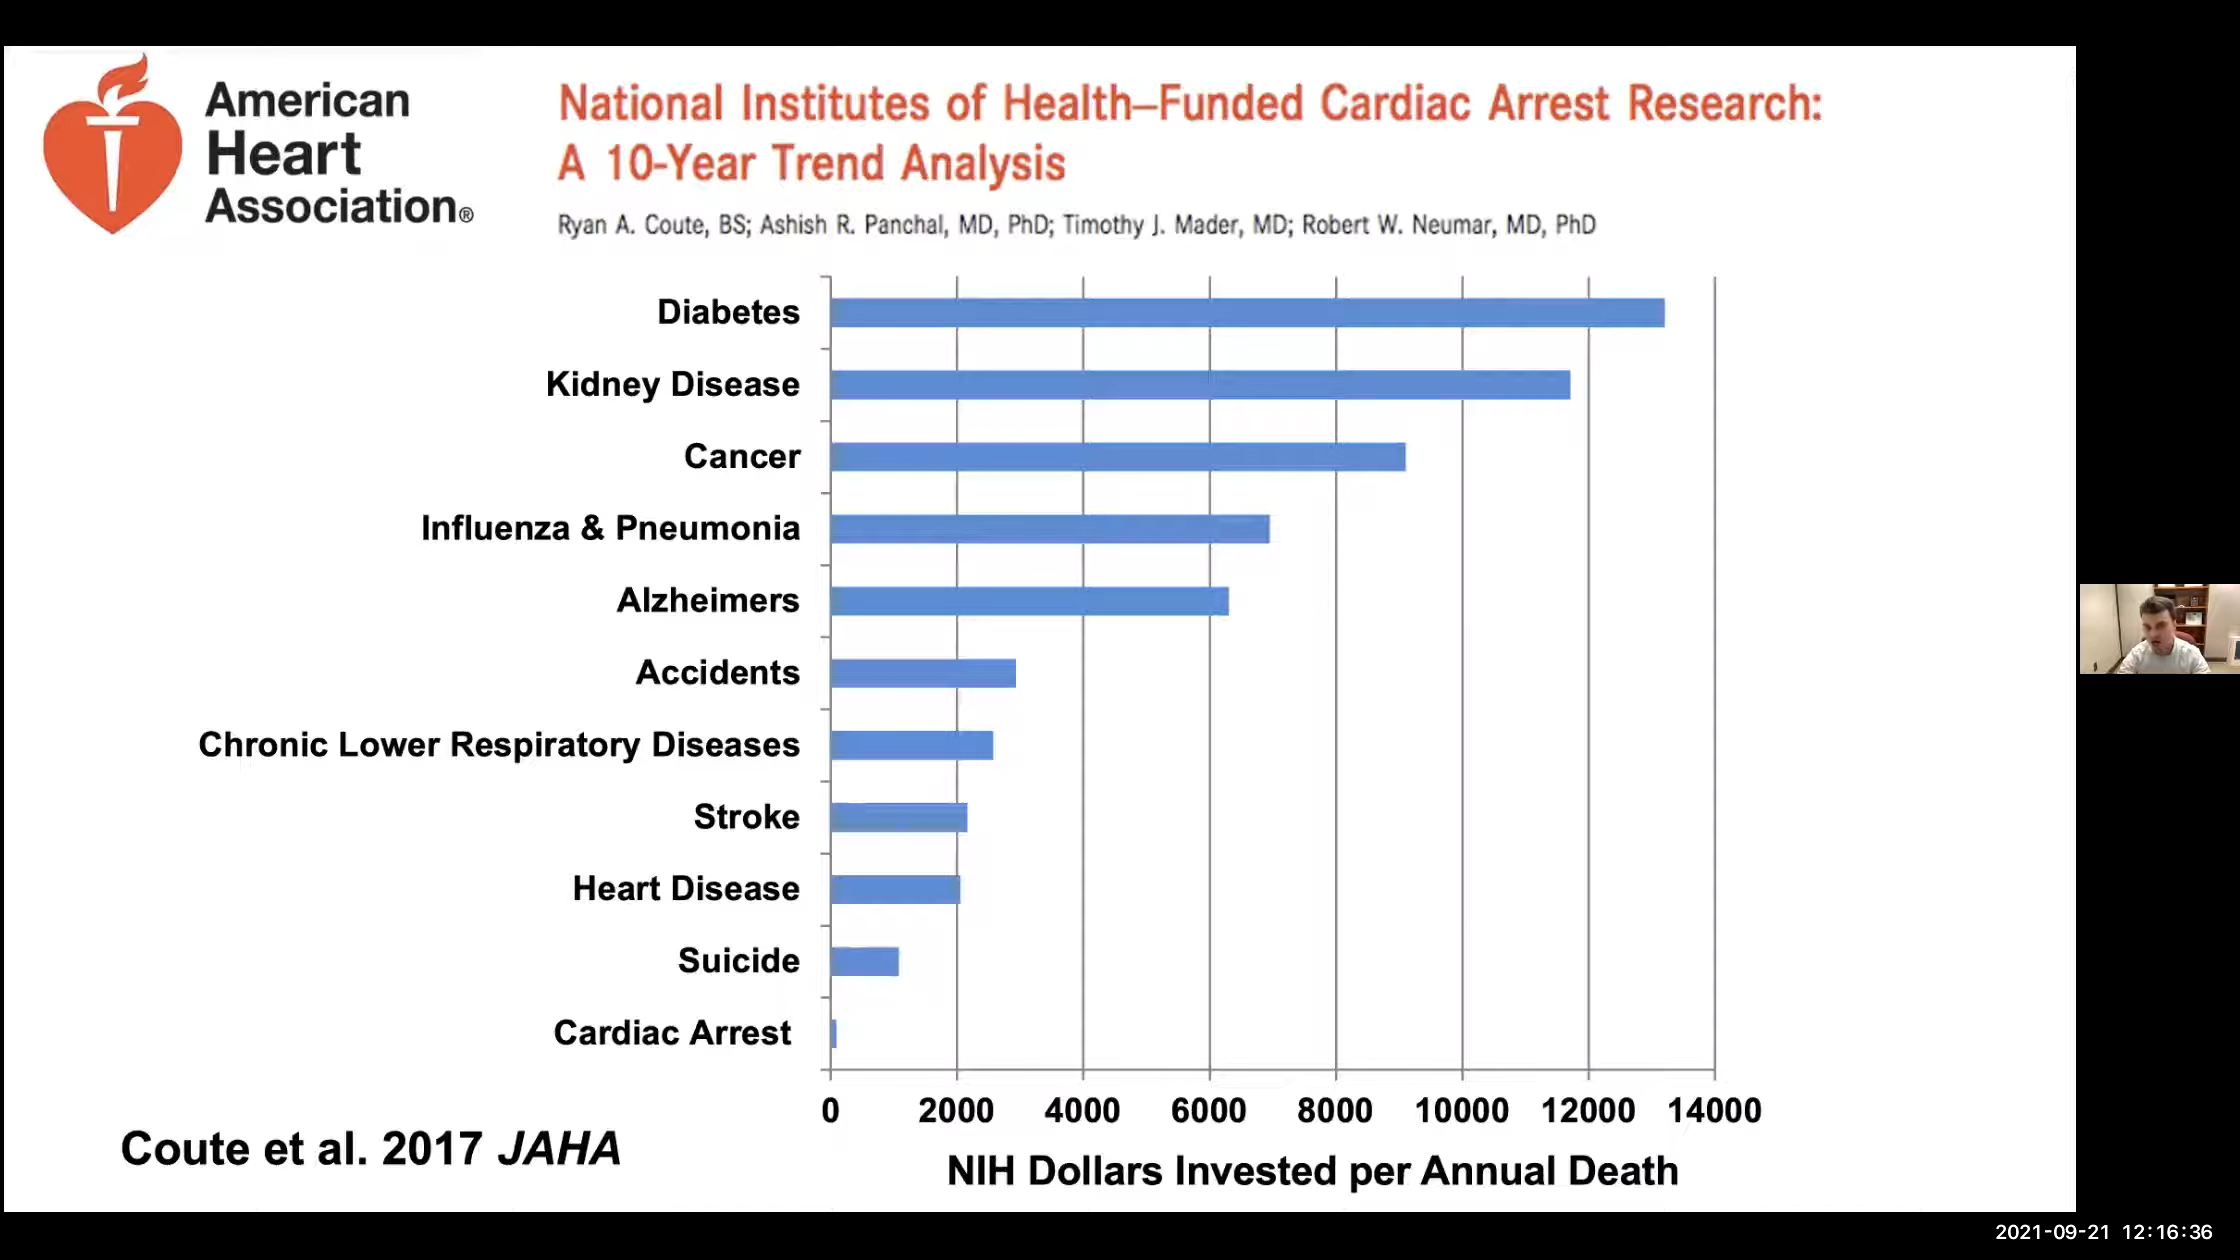 American
Heart
Association®
National Institutes of Health–Funded Cardiac Arrest Research:
A 10-Year Trend Analysis
Ryan A. Coute, BS; Ashish R. Panchal, MD, PhD; Timothy J. Mader, MD; Robert W. Neumar, MD, PhD
Diabetes
Kidney Disease
Cancer
Influenza & Pneumonia
Alzheimers
Accidents
Chronic Lower Respiratory Diseases
Stroke
Heart Disease
Suicide
Cardiac Arrest
0 2000 4000 6000 8000 10000 12000 14000
NIH Dollars Invested per Annual Death
Coute et al. 2017 JAHA
2021-09-21 12:16:36